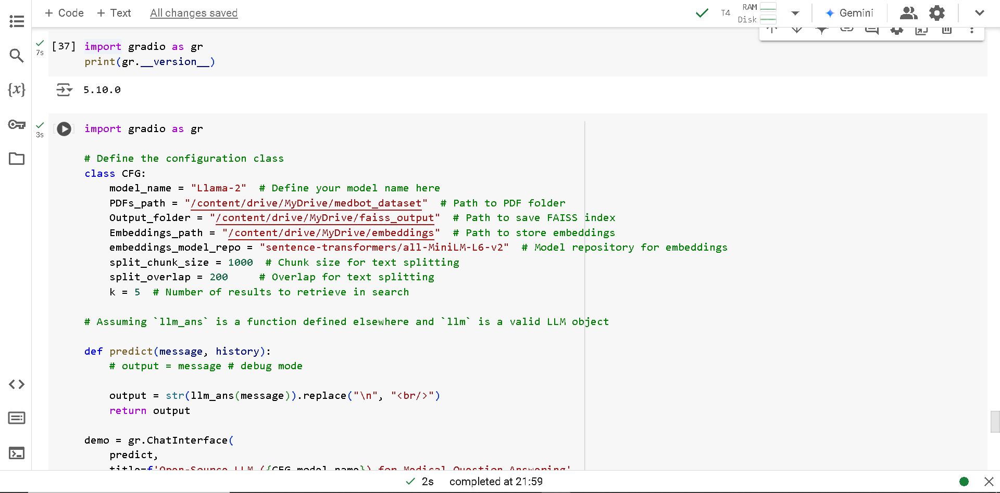 + Code + Text All changes saved
T4 RAM Disk Gemini
7s [37] import gradio as gr
print(gr.__version__)
5.10.0
3s import gradio as gr
# Define the configuration class
class CFG:
    model_name = "Llama-2"  # Define your model name here
    PDFs_path = "/content/drive/MyDrive/medbot_dataset"  # Path to PDF folder
    Output_folder = "/content/drive/MyDrive/faiss_output"  # Path to save FAISS index
    Embeddings_path = "/content/drive/MyDrive/embeddings"  # Path to store embeddings
    embeddings_model_repo = "sentence-transformers/all-MiniLM-L6-v2"  # Model repository for embeddings
    split_chunk_size = 1000  # Chunk size for text splitting
    split_overlap = 200     # Overlap for text splitting
    k = 5  # Number of results to retrieve in search
# Assuming `llm_ans` is a function defined elsewhere and `llm` is a valid LLM object
def predict(message, history):
    # output = message # debug mode
    output = str(llm_ans(message)).replace("\n", "<br/>")
    return output
demo = gr.ChatInterface(
    predict,
    title=f'Open-Source LLM ({CFG.model_name}) for Medical Question Answering'
2s completed at 21:59